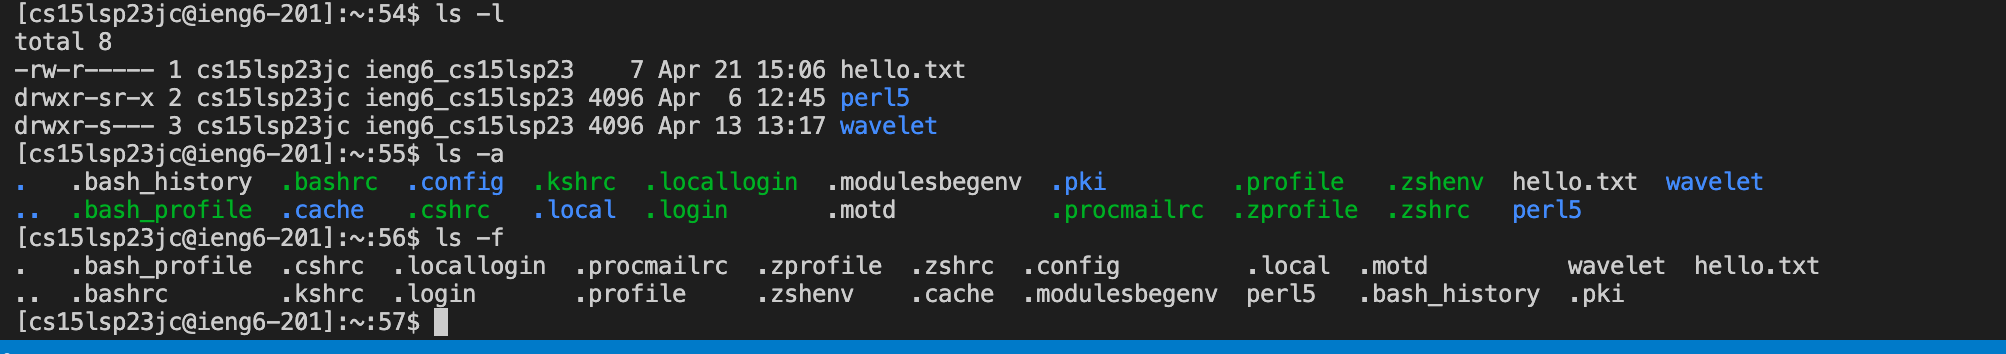 [cs15lsp23jc@ieng6-201]:~:54$ ls -l
total 8
-rw-r----- 1 cs15lsp23jc ieng6_cs15lsp23    7 Apr 21 15:06 hello.txt
drwxr-sr-x 2 cs15lsp23jc ieng6_cs15lsp23 4096 Apr  6 12:45 perl5
drwxr-s--- 3 cs15lsp23jc ieng6_cs15lsp23 4096 Apr 13 13:17 wavelet
[cs15lsp23jc@ieng6-201]:~:55$ ls -a
.   .bash_history  .bashrc  .config  .kshrc  .locallogin  .modulesbegenv  .pki         .profile   .zshenv  hello.txt  wavelet
..  .bash_profile  .cache   .cshrc   .local  .login       .motd           .procmailrc  .zprofile  .zshrc   perl5
[cs15lsp23jc@ieng6-201]:~:56$ ls -f
.   .bash_profile  .cshrc  .locallogin  .procmailrc  .zprofile  .zshrc  .config         .local  .motd          wavelet  hello.txt
..  .bashrc        .kshrc  .login       .profile     .zshenv    .cache  .modulesbegenv  perl5   .bash_history  .pki
[cs15lsp23jc@ieng6-201]:~:57$